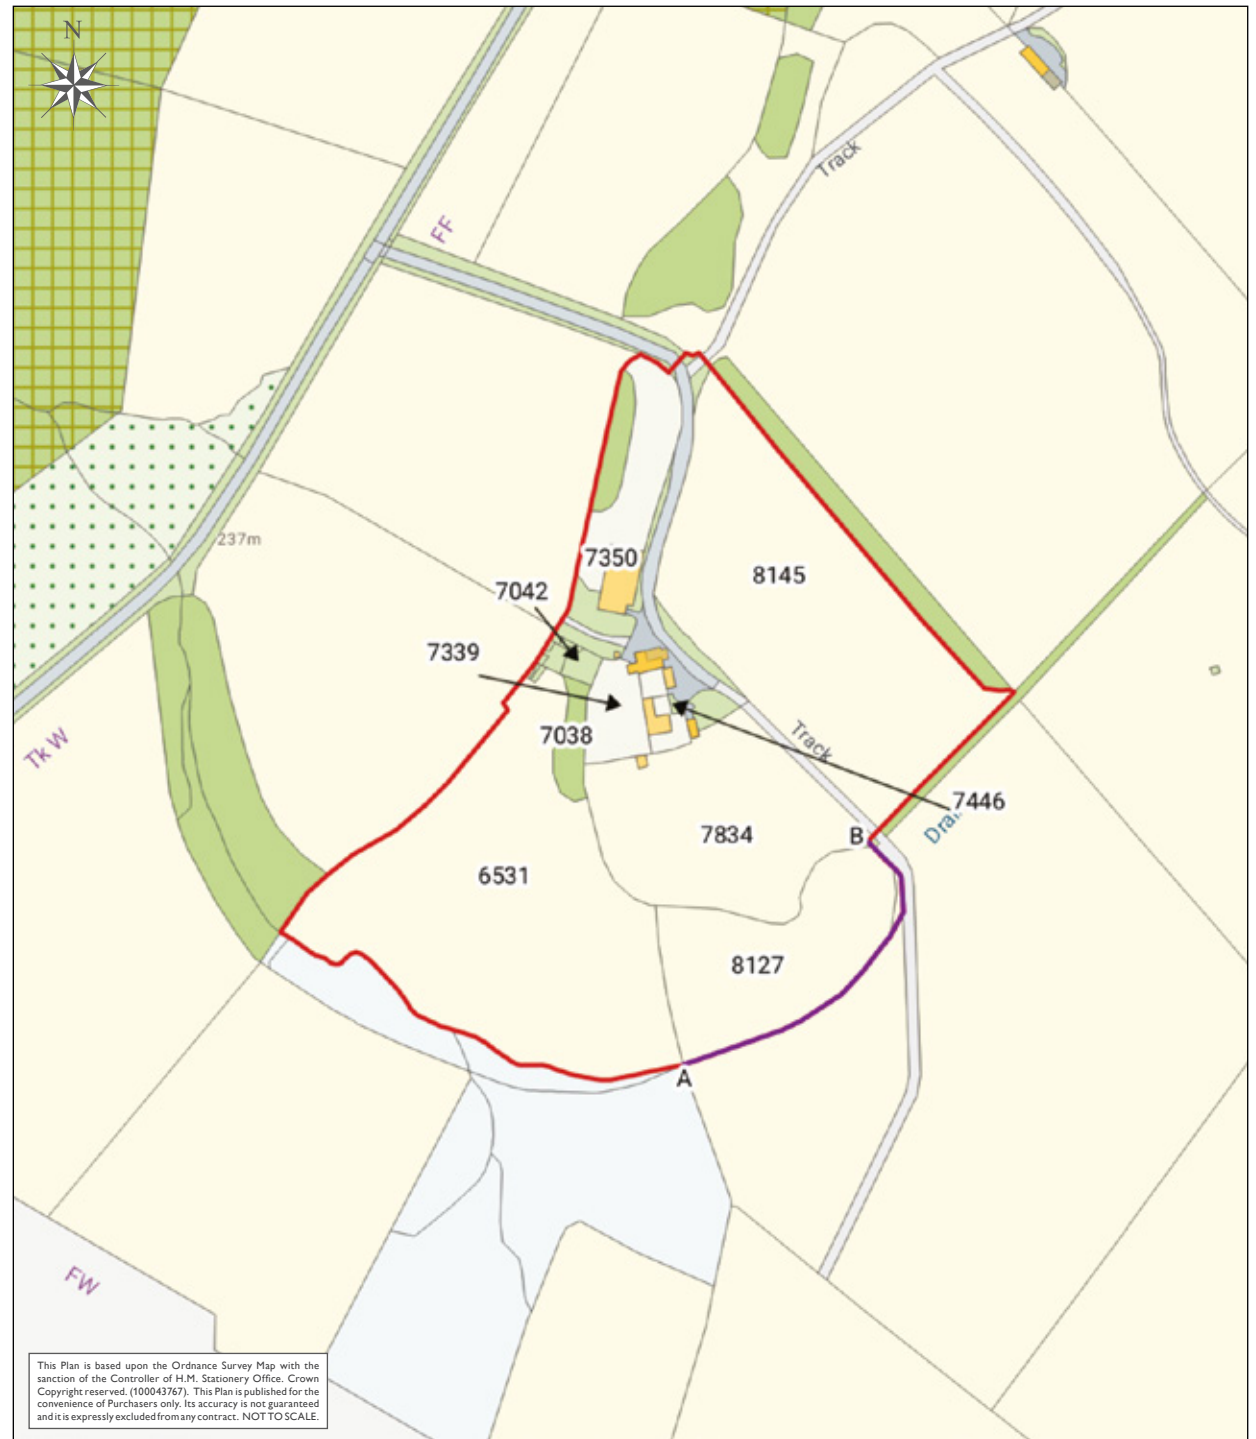 N
Track
FF
237m
7350
7042
8145
7339
7038
Track
Tk W
7446
Drai
7834
B
6531
8127
A
FW
This Plan is based upon the Ordnance Survey Map with the
sanction of the Controller of H.M. Stationery Office. Crown
Copyright reserved. (100043767). This Plan is published for the
convenience of Purchasers only. Its accuracy is not guaranteed
and it is expressly excluded from any contract. NOT TO SCALE.